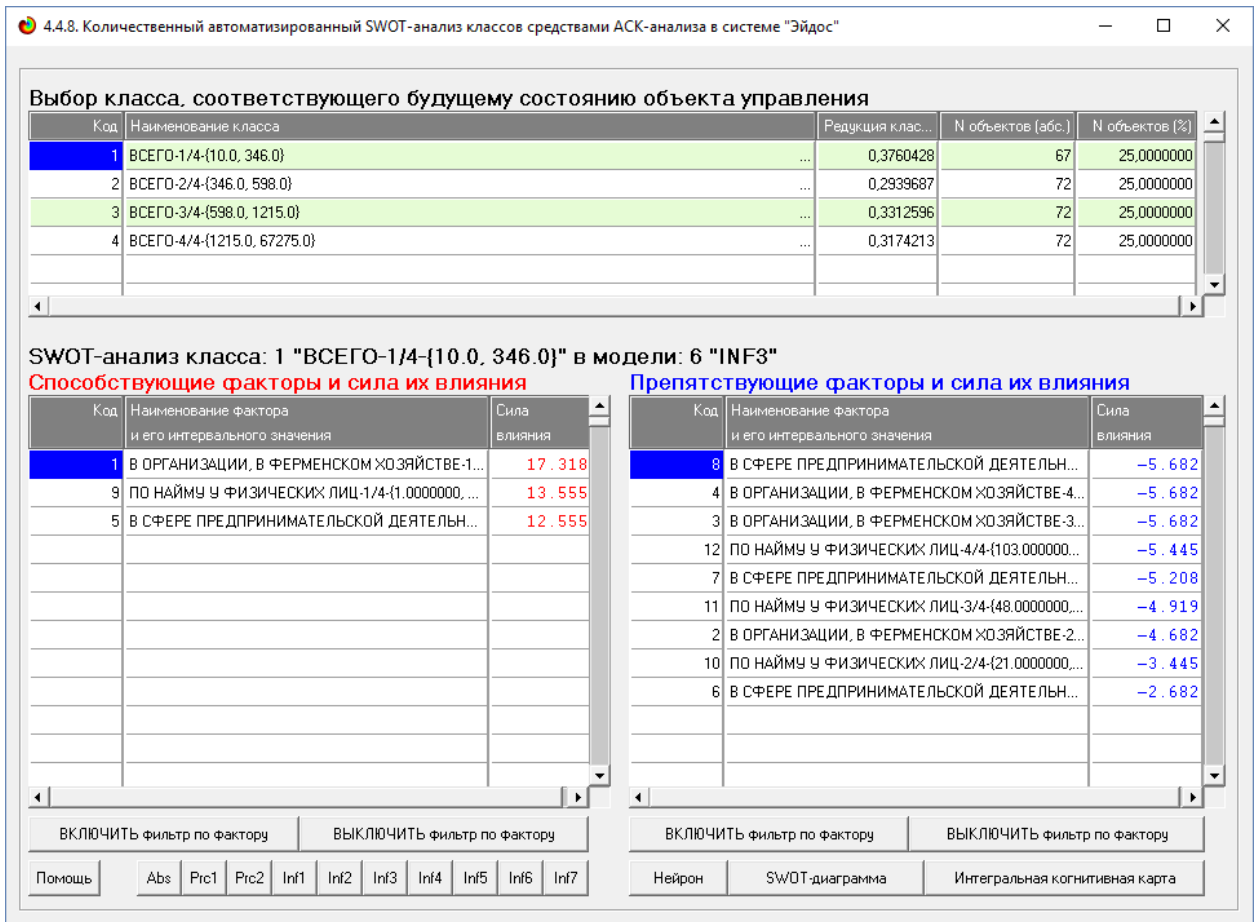 4.4.8. Количественный автоматизированный SWOT-анализ классов средствами АСК-анализа в системе "Эйдос"
Выбор класса, соответствующего будущему состоянию объекта управления
Код Наименование класса Редукция клас... N объектов (абс.) N объектов (%)
1 ВСЕГО-1/4-{10.0, 346.0} ... 0,3760428 67 25,0000000
2 ВСЕГО-2/4-{346.0, 598.0} ... 0,2939687 72 25,0000000
3 ВСЕГО-3/4-{598.0, 1215.0} ... 0,3312596 72 25,0000000
4 ВСЕГО-4/4-{1215.0, 67275.0} ... 0,3174213 72 25,0000000
SWOT-анализ класса: 1 "ВСЕГО-1/4-{10.0, 346.0}" в модели: 6 "INF3"
Способствующие факторы и сила их влияния
Код Наименование фактора Сила
и его интервального значения влияния
1 В ОРГАНИЗАЦИИ, В ФЕРМЕНСКОМ ХОЗЯЙСТВЕ-1... 17.318
9 ПО НАЙМУ У ФИЗИЧЕСКИХ ЛИЦ-1/4-{1.0000000, ... 13.555
5 В СФЕРЕ ПРЕДПРИНИМАТЕЛЬСКОЙ ДЕЯТЕЛЬН... 12.555
Препятствующие факторы и сила их влияния
Код Наименование фактора Сила
и его интервального значения влияния
8 В СФЕРЕ ПРЕДПРИНИМАТЕЛЬСКОЙ ДЕЯТЕЛЬН... -5.682
4 В ОРГАНИЗАЦИИ, В ФЕРМЕНСКОМ ХОЗЯЙСТВЕ-4... -5.682
3 В ОРГАНИЗАЦИИ, В ФЕРМЕНСКОМ ХОЗЯЙСТВЕ-3... -5.682
12 ПО НАЙМУ У ФИЗИЧЕСКИХ ЛИЦ-4/4-{103.000000... -5.445
7 В СФЕРЕ ПРЕДПРИНИМАТЕЛЬСКОЙ ДЕЯТЕЛЬН... -5.208
11 ПО НАЙМУ У ФИЗИЧЕСКИХ ЛИЦ-3/4-{48.0000000,... -4.919
2 В ОРГАНИЗАЦИИ, В ФЕРМЕНСКОМ ХОЗЯЙСТВЕ-2... -4.682
10 ПО НАЙМУ У ФИЗИЧЕСКИХ ЛИЦ-2/4-{21.0000000,... -3.445
6 В СФЕРЕ ПРЕДПРИНИМАТЕЛЬСКОЙ ДЕЯТЕЛЬН... -2.682
ВКЛЮЧИТЬ фильтр по фактору ВЫКЛЮЧИТЬ фильтр по фактору ВКЛЮЧИТЬ фильтр по фактору ВЫКЛЮЧИТЬ фильтр по фактору
Помощь Abs Prc1 Prc2 Inf1 Inf2 Inf3 Inf4 Inf5 Inf6 Inf7 Нейрон SWOT-диаграмма Интегральная когнитивная карта